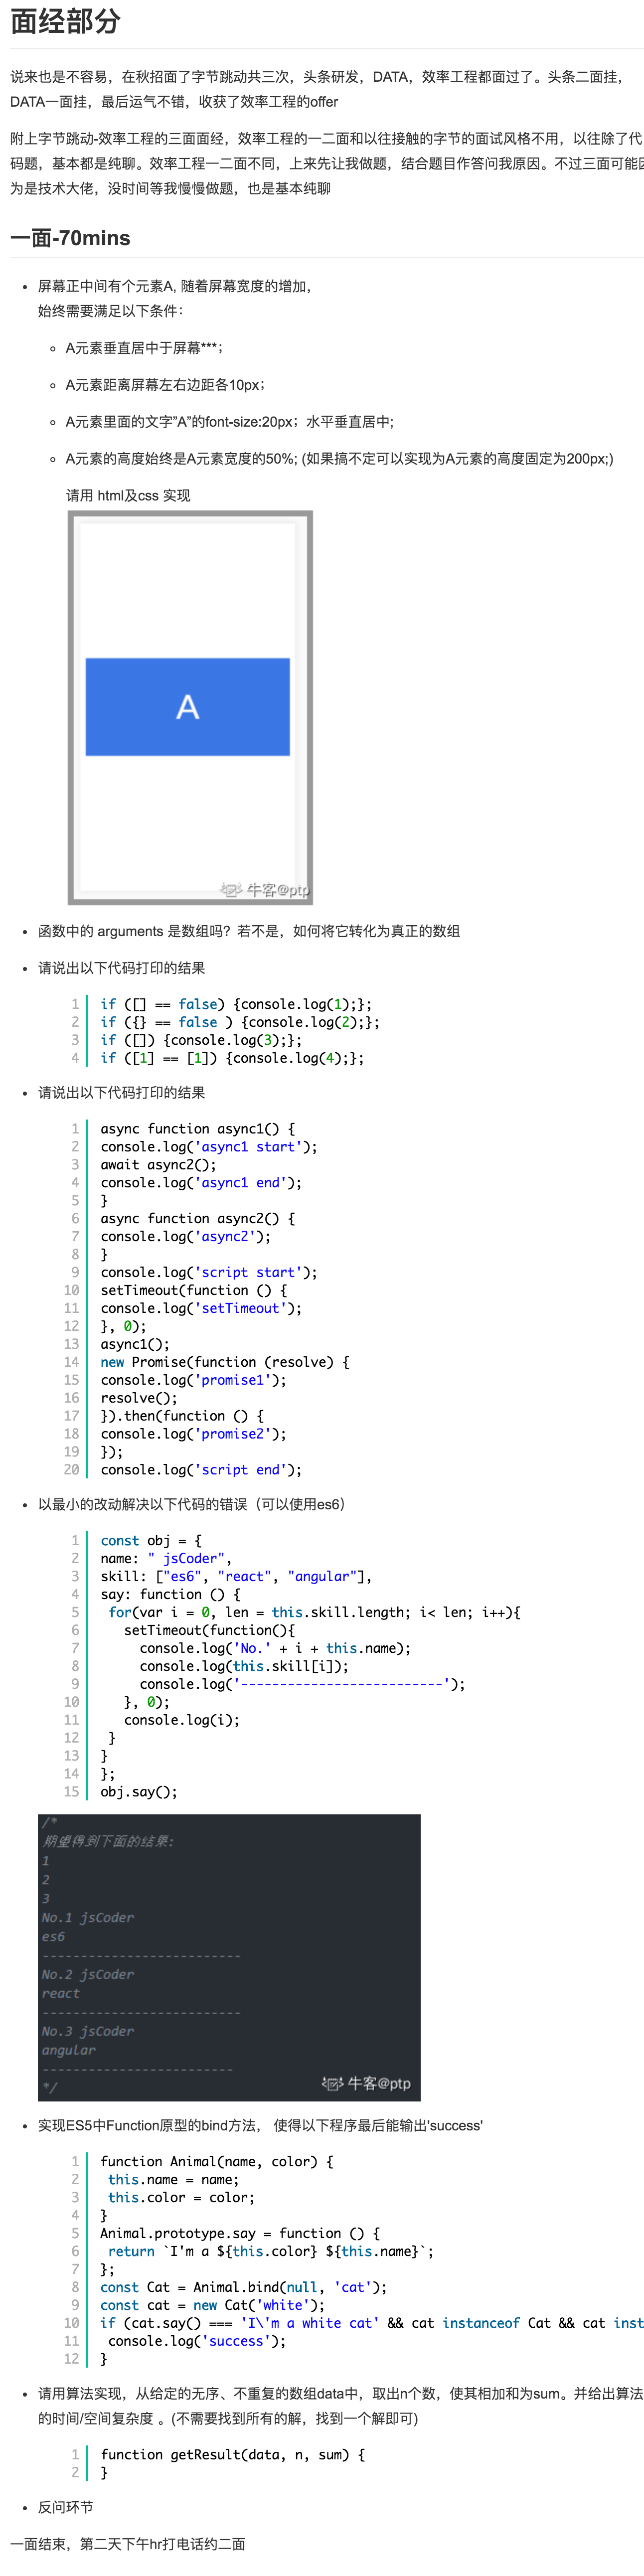 面经部分
说来也是不容易，在秋招面了字节跳动共三次，头条研发，DATA，效率工程都面过了。头条二面挂，
DATA一面挂，最后运气不错，收获了效率工程的offer
附上字节跳动-效率工程的三面面经，效率工程的一二面和以往接触的字节的面试风格不用，以往除了代
码题，基本都是纯聊。效率工程一二面不同，上来先让我做题，结合题目作答问我原因。不过三面可能因
为是技术大佬，没时间等我慢慢做题，也是基本纯聊
一面-70mins
• 屏幕正中间有个元素A, 随着屏幕宽度的增加，
始终需要满足以下条件：
◦ A元素垂直居中于屏幕***；
◦ A元素距离屏幕左右边距各10px；
◦ A元素里面的文字”A”的font-size:20px；水平垂直居中;
◦ A元素的高度始终是A元素宽度的50%; (如果搞不定可以实现为A元素的高度固定为200px;)
请用 html及css 实现
A
牛客@ptp
• 函数中的 arguments 是数组吗？若不是，如何将它转化为真正的数组
• 请说出以下代码打印的结果
1 if ([] == false) {console.log(1);};
2 if ({} == false ) {console.log(2);};
3 if ([]) {console.log(3);};
4 if ([1] == [1]) {console.log(4);};
• 请说出以下代码打印的结果
1 async function async1() {
2 console.log('async1 start');
3 await async2();
4 console.log('async1 end');
5 }
6 async function async2() {
7 console.log('async2');
8 }
9 console.log('script start');
10 setTimeout(function () {
11 console.log('setTimeout');
12 }, 0);
13 async1();
14 new Promise(function (resolve) {
15 console.log('promise1');
16 resolve();
17 }).then(function () {
18 console.log('promise2');
19 });
20 console.log('script end');
• 以最小的改动解决以下代码的错误（可以使用es6）
1 const obj = {
2 name: " jsCoder",
3 skill: ["es6", "react", "angular"],
4 say: function () {
5 for(var i = 0, len = this.skill.length; i< len; i++){
6 setTimeout(function(){
7 console.log('No.' + i + this.name);
8 console.log(this.skill[i]);
9 console.log('--------------------------');
10 }, 0);
11 console.log(i);
12 }
13 }
14 };
15 obj.say();
/*
期望得到下面的结果:
1
2
3
No.1 jsCoder
es6
--------------------------
No.2 jsCoder
react
--------------------------
No.3 jsCoder
angular
-------------------------
*/
牛客@ptp
• 实现ES5中Function原型的bind方法， 使得以下程序最后能输出'success'
1 function Animal(name, color) {
2 this.name = name;
3 this.color = color;
4 }
5 Animal.prototype.say = function () {
6 return `I'm a ${this.color} ${this.name}`;
7 };
8 const Cat = Animal.bind(null, 'cat');
9 const cat = new Cat('white');
10 if (cat.say() === 'I\'m a white cat' && cat instanceof Cat && cat inst
11 console.log('success');
12 }
• 请用算法实现，从给定的无序、不重复的数组data中，取出n个数，使其相加和为sum。并给出算法
的时间/空间复杂度 。(不需要找到所有的解，找到一个解即可)
1 function getResult(data, n, sum) {
2 }
• 反问环节
一面结束，第二天下午hr打电话约二面